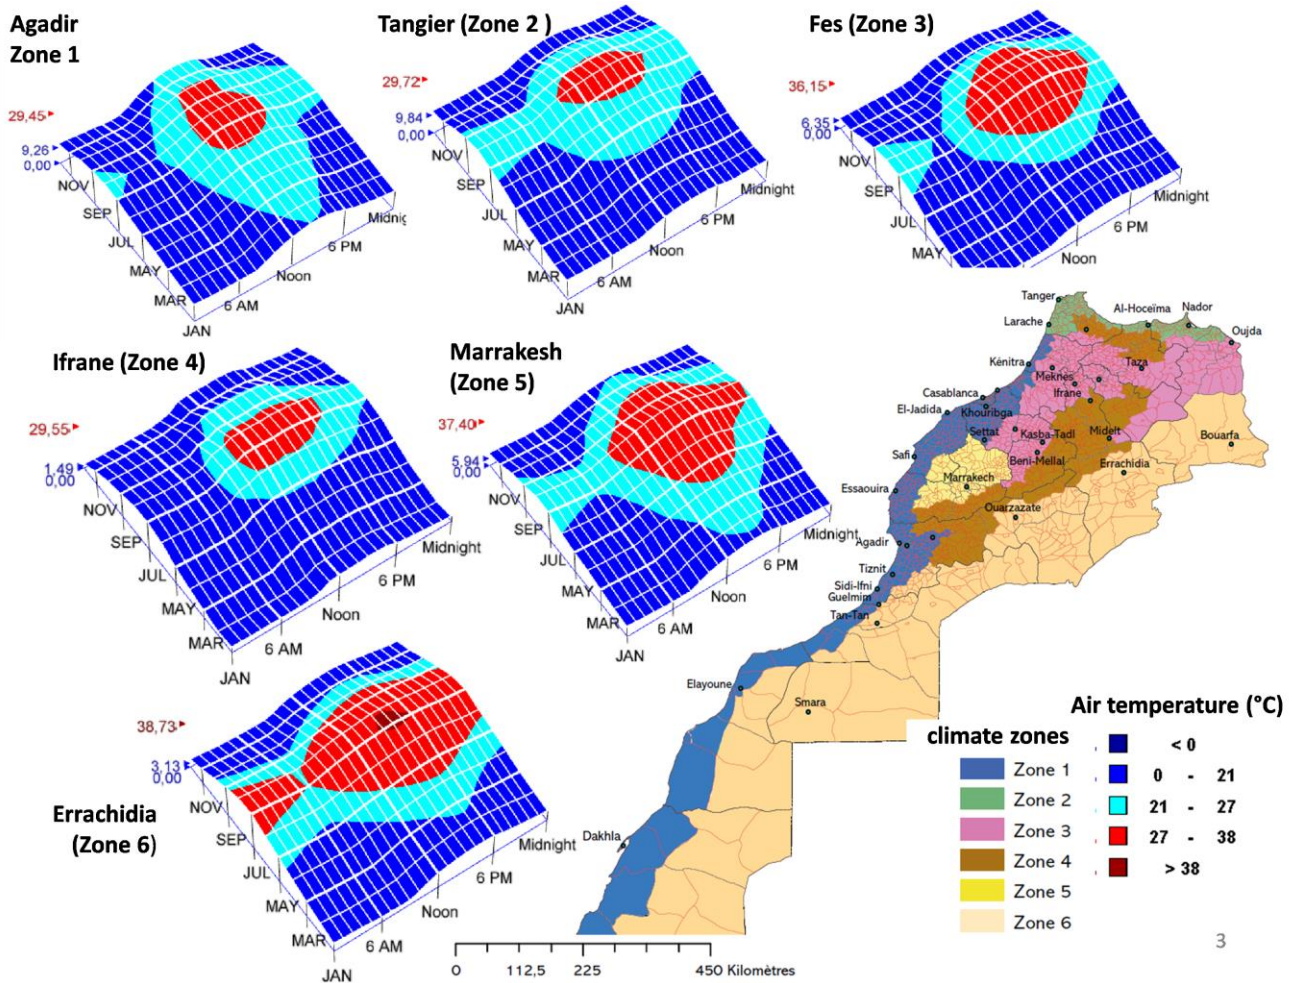 Agadir
Zone 1
29,45
9,26
0,00
NOV
SEP
JUL
MAY
MAR
JAN
6 AM
Noon
6 PM
Midnig
Tangier (Zone 2 )
29,72
9,84
0,00
NOV
SEP
JUL
MAY
MAR
JAN
6 AM
Noon
6 PM
Midnight
Fes (Zone 3)
36,15
6,35
0,00
NOV
SEP
JUL
MAY
Noon
6 PM
Midnight
Ifrane (Zone 4)
29,55
1,49
0,00
NOV
SEP
JUL
MAY
MAR
JAN
6 AM
Noon
6 PM
Midnight
Marrakesh
(Zone 5)
37,40
5,94
0,00
NOV
SEP
JUL
MAY
MAR
JAN
6 AM
Noon
6 PM
Midnight
38,73
3,13
0,00
Errachidia
(Zone 6)
NOV
SEP
JUL
MAY
MAR
JAN
6 AM
Noon
6 PM
Midnight
Tanger
Al-Hoceïma
Nador
Larache
Oujda
Kénitra
Taza
Meknès
Casablanca
Ifrane
El-Jadida
Khouribga
Settat
Kasba-Tadl
Midelt
Bouarfa
Safi
Beni-Mellal
Errachidia
Marrakech
Essaouira
Ouarzazate
Agadir
Tiznit
Sidi-Ifni
Guelmim
Tan-Tan
Elayoune
Smara
Dakhla
climate zones
Zone 1
Zone 2
Zone 3
Zone 4
Zone 5
Zone 6
Air temperature (°C)
< 0
0 - 21
21 - 27
27 - 38
> 38
0 112,5 225 450 Kilomètres
3